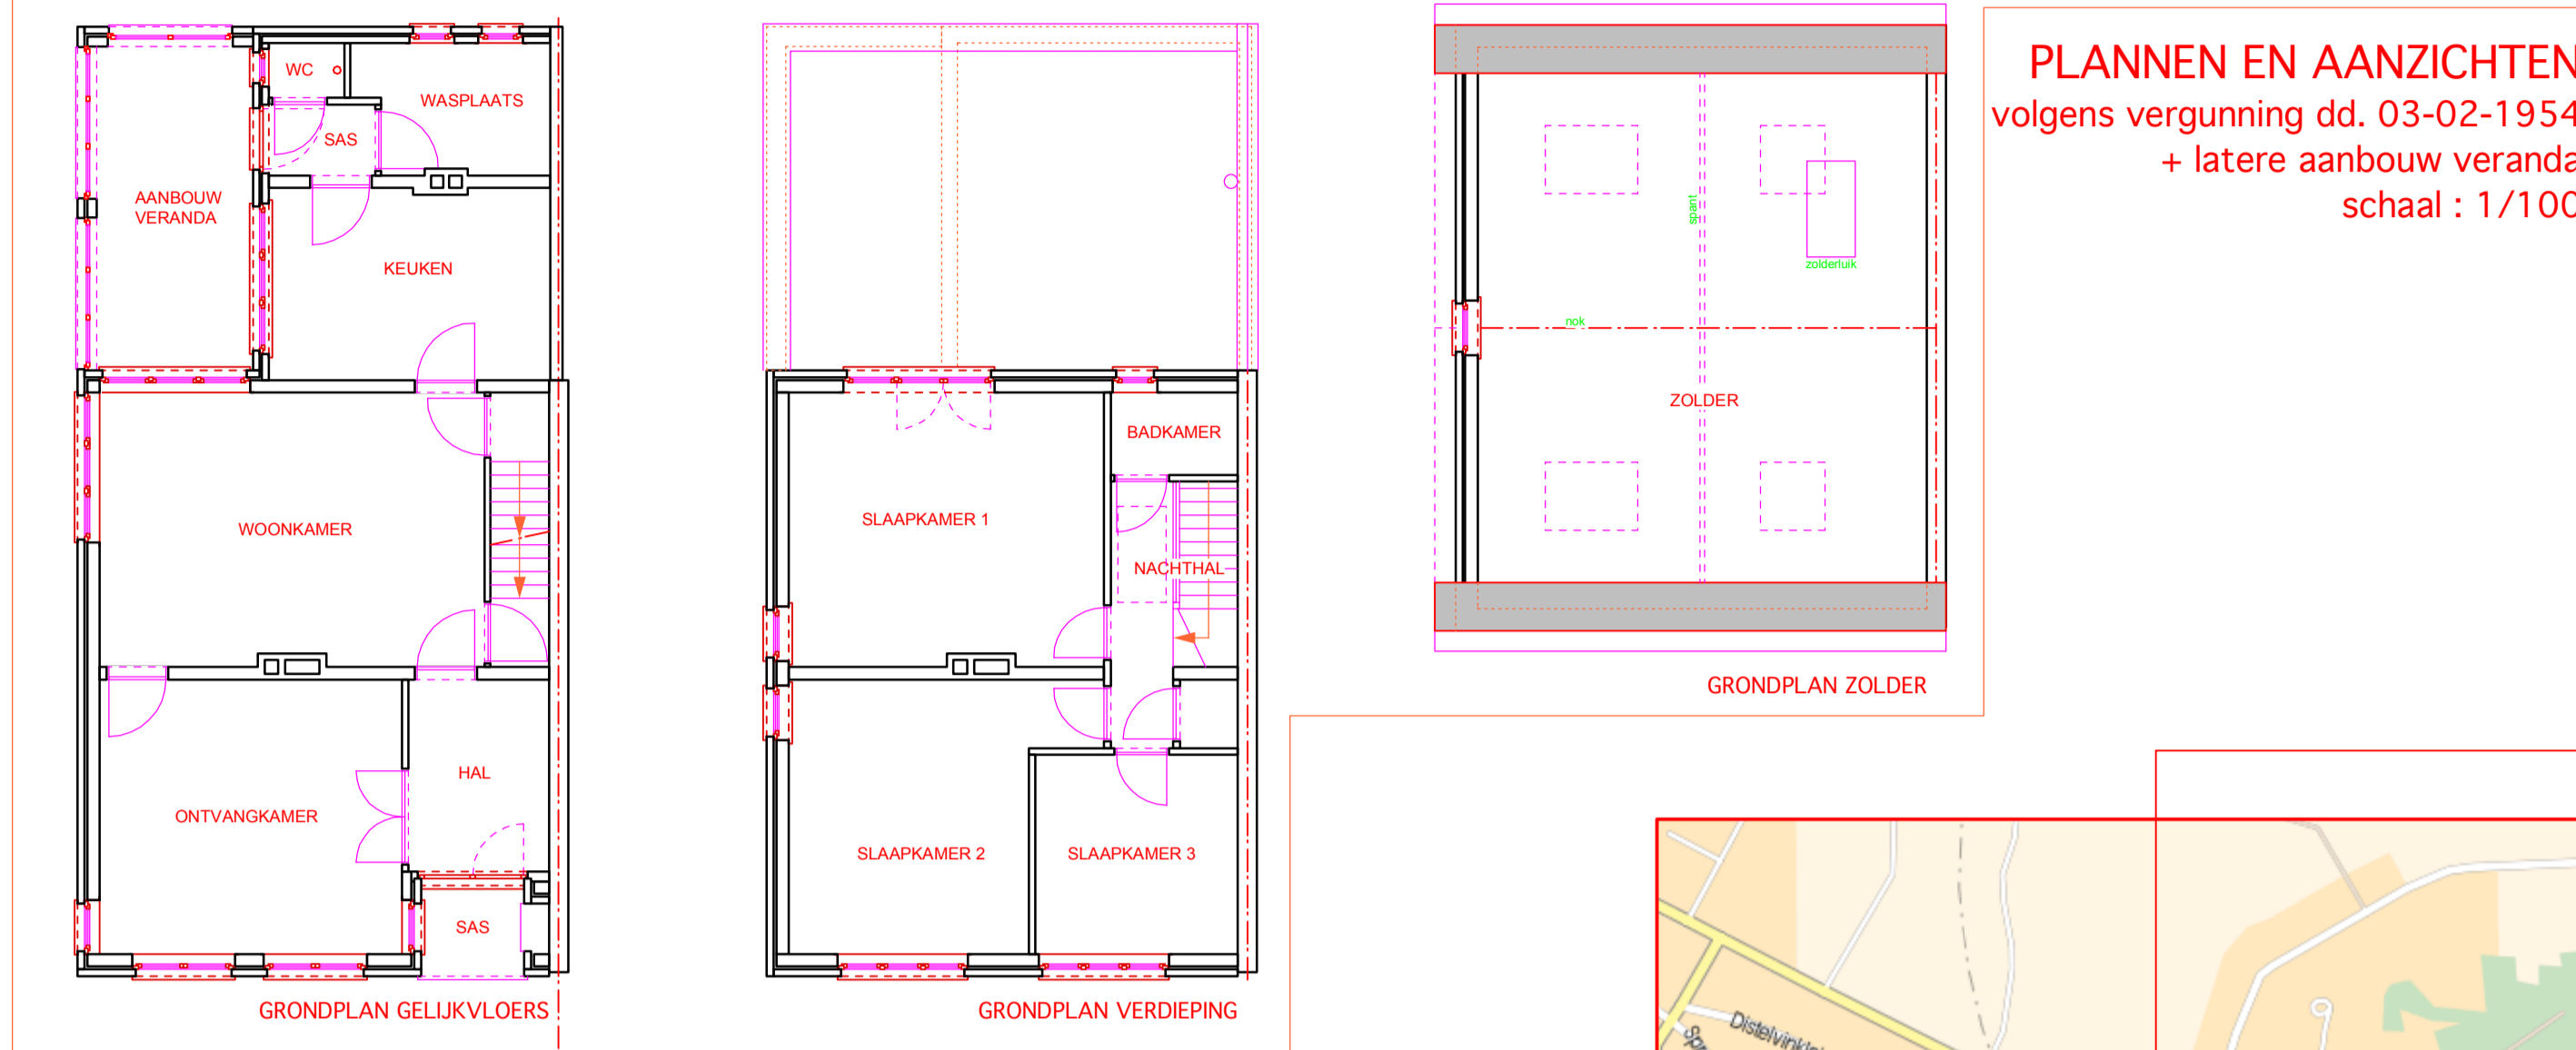 WC
WASPLAATS
SAS
AANBOUW
VERANDA
KEUKEN
WOONKAMER
HAL
ONTVANGKAMER
SAS
GRONDPLAN GELIJKVLOERS
BADKAMER
SLAAPKAMER 1
NACHTHAL
SLAAPKAMER 2
SLAAPKAMER 3
GRONDPLAN VERDIEPING
spant
zolderluik
nok
ZOLDER
GRONDPLAN ZOLDER
PLANNEN EN AANZICHTEN
volgens vergunning dd. 03-02-1954
+ latere aanbouw veranda
schaal : 1/100